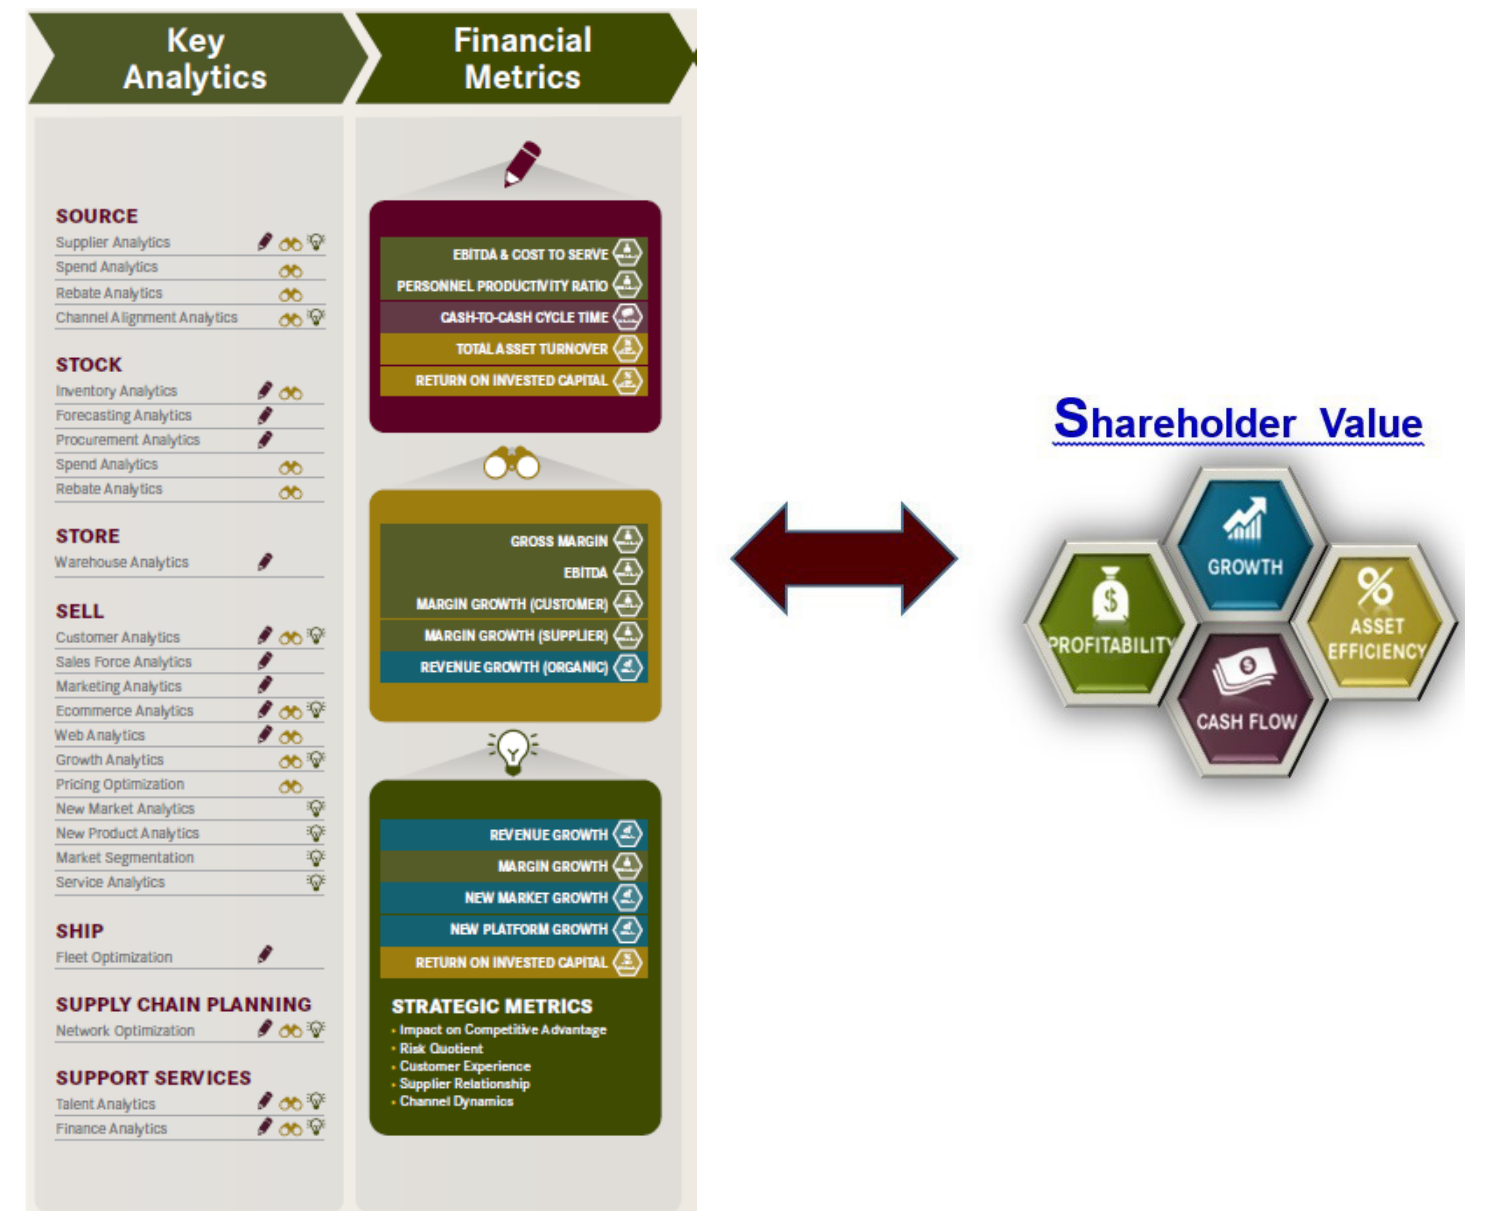 Key
Analytics
Financial
Metrics
SOURCE
Supplier Analytics
Spend Analytics
Rebate Analytics
Channel Alignment Analytics
STOCK
Inventory Analytics
Forecasting Analytics
Procurement Analytics
Spend Analytics
Rebate Analytics
STORE
Warehouse Analytics
SELL
Customer Analytics
Sales Force Analytics
Marketing Analytics
Ecommerce Analytics
Web Analytics
Growth Analytics
Pricing Optimization
New Market Analytics
New Product Analytics
Market Segmentation
Service Analytics
SHIP
Fleet Optimization
SUPPLY CHAIN PLANNING
Network Optimization
SUPPORT SERVICES
Talent Analytics
Finance Analytics
EBITDA & COST TO SERVE
PERSONNEL PRODUCTIVITY RATIO
CASH-TO-CASH CYCLE TIME
TOTAL ASSET TURNOVER
RETURN ON INVESTED CAPITAL
GROSS MARGIN
EBITDA
MARGIN GROWTH (CUSTOMER)
MARGIN GROWTH (SUPPLIER)
REVENUE GROWTH (ORGANIC)
REVENUE GROWTH
MARGIN GROWTH
NEW MARKET GROWTH
NEW PLATFORM GROWTH
RETURN ON INVESTED CAPITAL
STRATEGIC METRICS
• Impact on Competitive Advantage
• Risk Quotient
• Customer Experience
• Supplier Relationship
• Channel Dynamics
Shareholder Value
GROWTH
$
PROFITABILITY
%
ASSET
EFFICIENCY
$
CASH FLOW